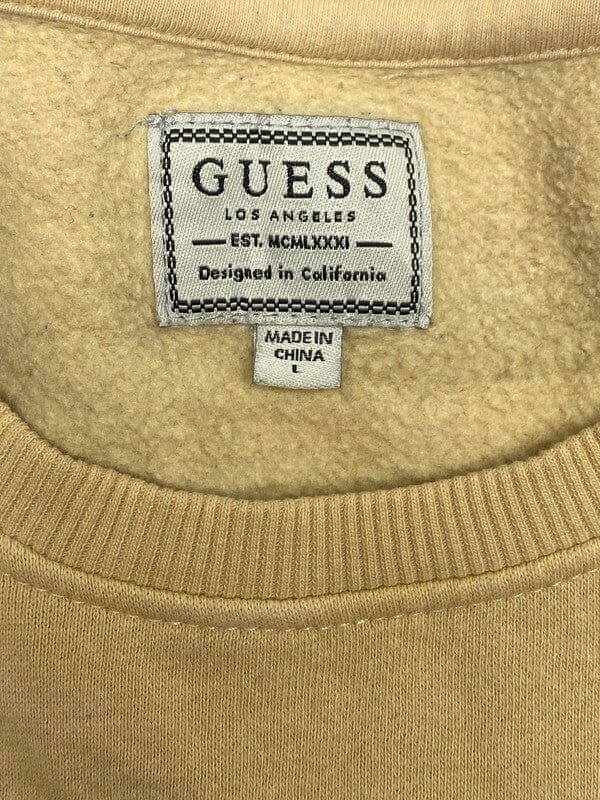 GUESS
LOS ANGELES
EST. MCMLXXXI
Designed in California
MADE IN
CHINA
L